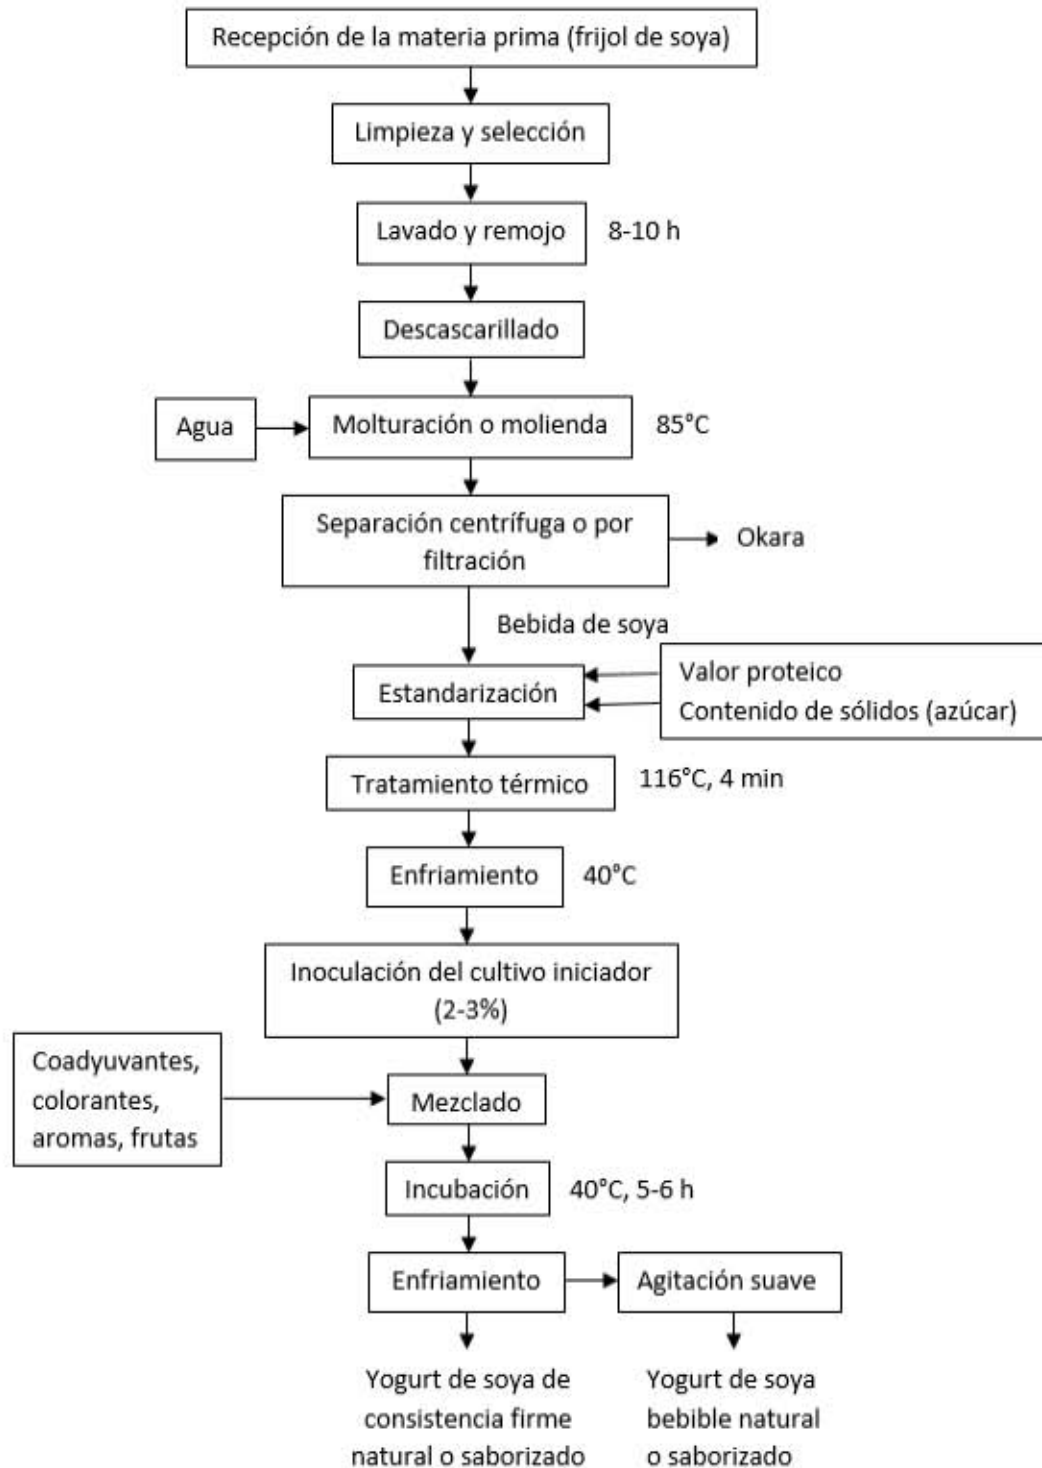 Recepción de la materia prima (frijol de soya)
Limpieza y selección
Lavado y remojo
8-10 h
Descascarillado
Agua
Molturación o molienda
85°C
Separación centrífuga o por
filtración
Okara
Bebida de soya
Estandarización
Valor proteico
Contenido de sólidos (azúcar)
Tratamiento térmico
116°C, 4 min
Enfriamiento
40°C
Inoculación del cultivo iniciador
(2-3%)
Coadyuvantes,
colorantes,
aromas, frutas
Mezclado
Incubación
40°C, 5-6 h
Enfriamiento
Agitación suave
Yogurt de soya de
consistencia firme
natural o saborizado
Yogurt de soya
bebible natural
o saborizado